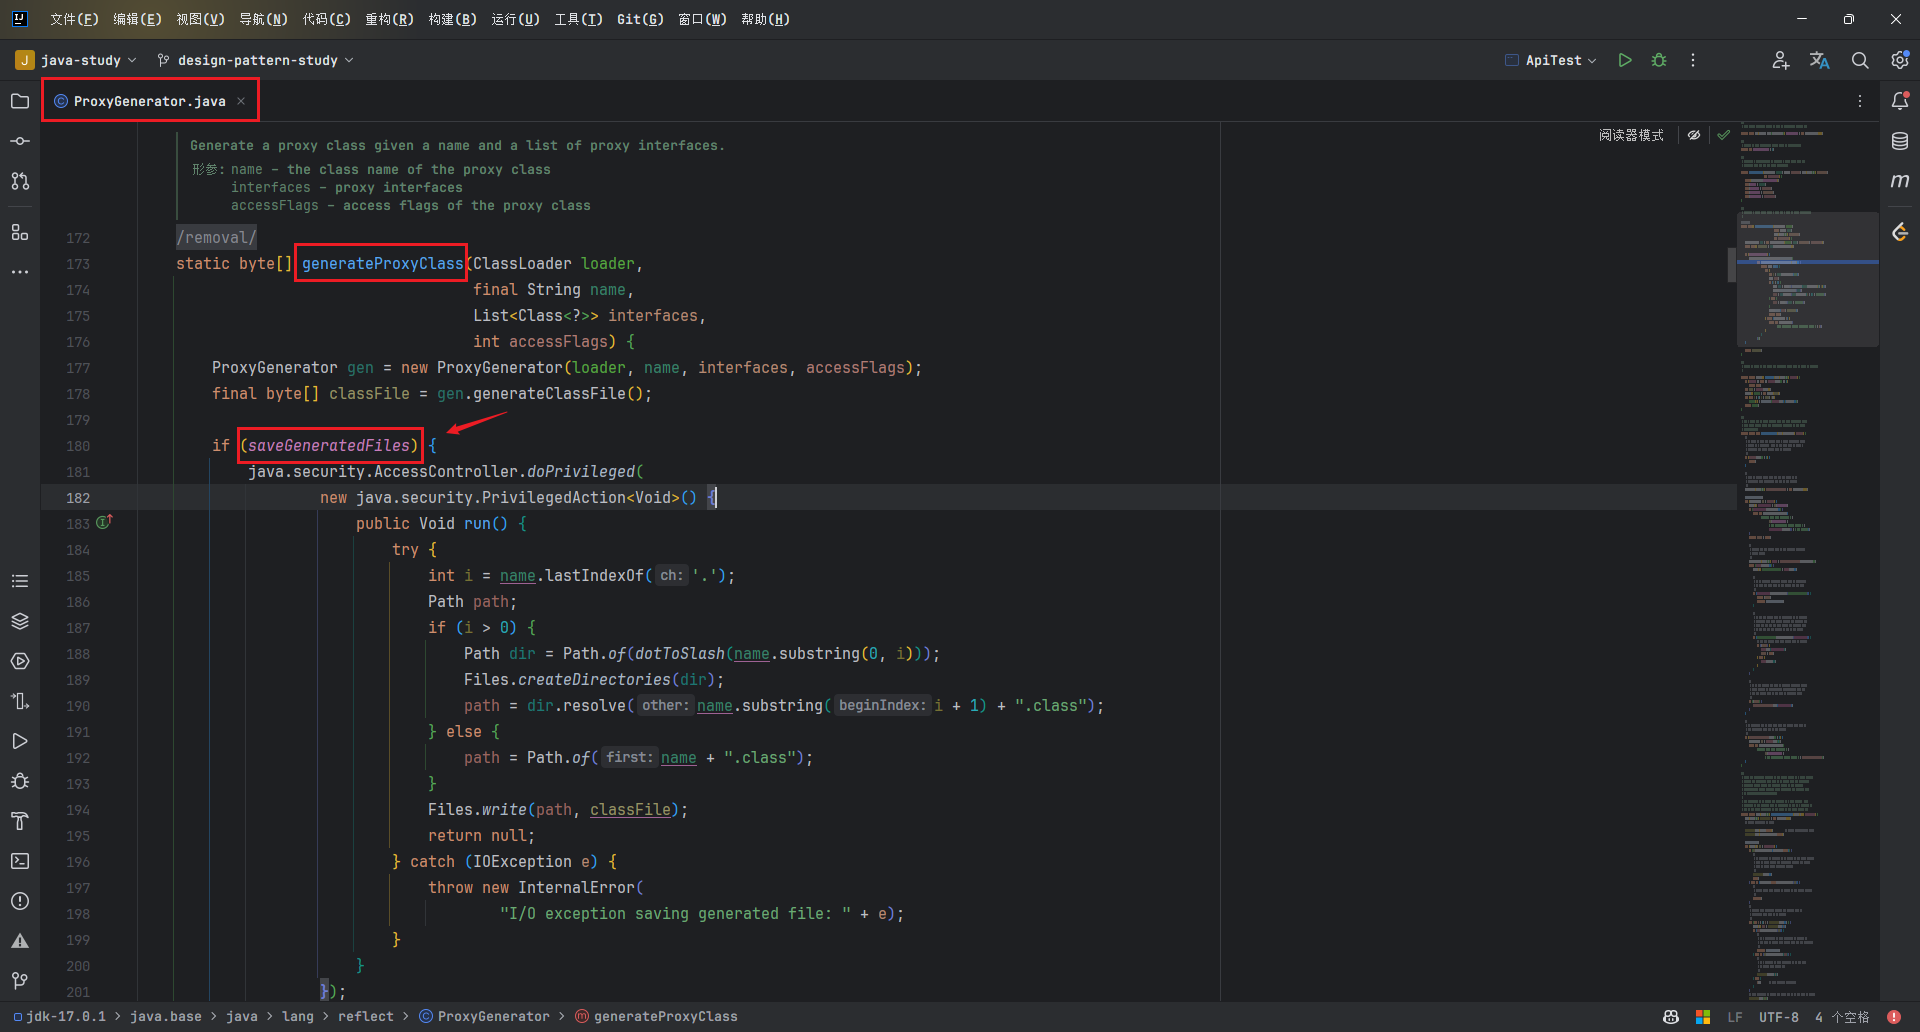 文件(F) 编辑(E) 视图(V) 导航(N) 代码(C) 重构(R) 构建(B) 运行(U) 工具(T) Git(G) 窗口(W) 帮助(H)
J java-study design-pattern-study ApiTest
ProxyGenerator.java
阅读器模式
Generate a proxy class given a name and a list of proxy interfaces.
形参: name – the class name of the proxy class
interfaces – proxy interfaces
accessFlags – access flags of the proxy class
172 /removal/
173 static byte[] generateProxyClass(ClassLoader loader,
174 final String name,
175 List<Class<?>> interfaces,
176 int accessFlags) {
177 ProxyGenerator gen = new ProxyGenerator(loader, name, interfaces, accessFlags);
178 final byte[] classFile = gen.generateClassFile();
179
180 if (saveGeneratedFiles) {
181 java.security.AccessController.doPrivileged(
182 new java.security.PrivilegedAction<Void>() {
183 public Void run() {
184 try {
185 int i = name.lastIndexOf( ch: '.');
186 Path path;
187 if (i > 0) {
188 Path dir = Path.of(dotToSlash(name.substring(0, i)));
189 Files.createDirectories(dir);
190 path = dir.resolve( other: name.substring( beginIndex: i + 1) + ".class");
191 } else {
192 path = Path.of( first: name + ".class");
193 }
194 Files.write(path, classFile);
195 return null;
196 } catch (IOException e) {
197 throw new InternalError(
198 "I/O exception saving generated file: " + e);
199 }
200 }
201 });
jdk-17.0.1 > java.base > java > lang > reflect > ProxyGenerator > generateProxyClass LF UTF-8 4 个空格